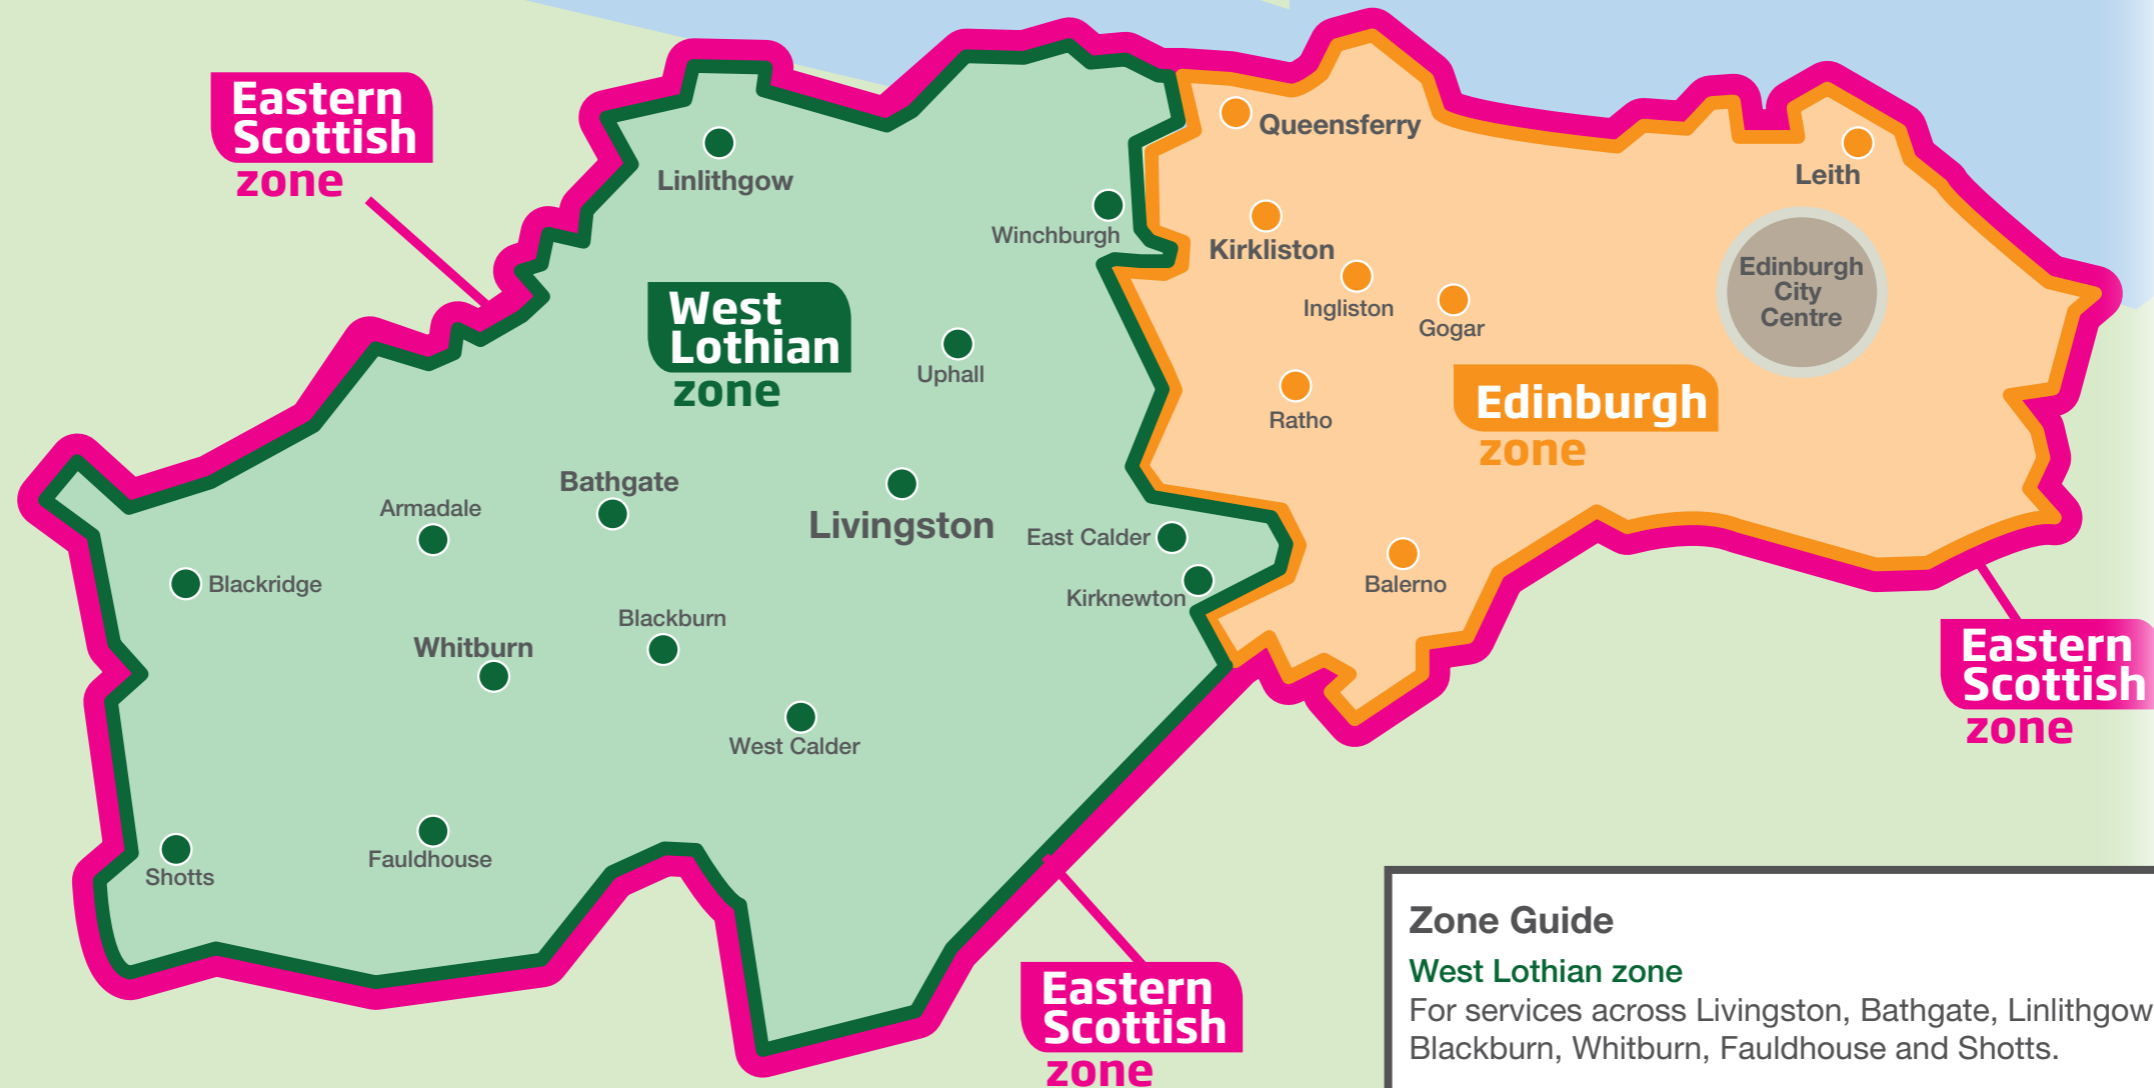 Eastern
Scottish
zone
Linlithgow
Winchburgh
West
Lothian
zone
Uphall
Bathgate
Armadale
Livingston
East Calder
Blackridge
Kirknewton
Blackburn
Whitburn
West Calder
Fauldhouse
Shotts
Queensferry
Leith
Kirkliston
Ingliston
Gogar
Edinburgh
City
Centre
Ratho
Edinburgh
zone
Balerno
Eastern
Scottish
zone
Eastern
Scottish
zone
Zone Guide
West Lothian zone
For services across Livingston, Bathgate, Linlithgow
Blackburn, Whitburn, Fauldhouse and Shotts.